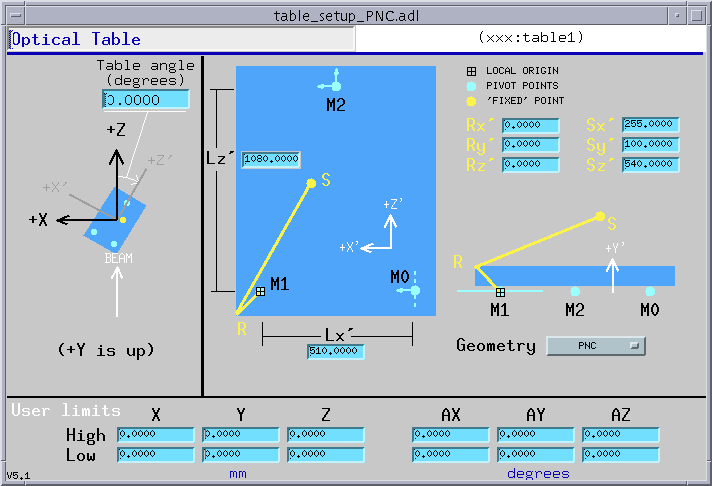 table_setup_PNC.adl
Optical Table
(xxx:table1)
Table angle
(degrees)
0.0000
+Z
+Z'
+X'
+X
BEAM
(+Y is up)
M2
Lz'
1080.0000
S
+Z'
+X'
M1
M0
R
Lx'
510.0000
LOCAL ORIGIN
PIVOT POINTS
'FIXED' POINT
Rx' 0.0000 Sx' 255.0000
Ry' 0.0000 Sy' 100.0000
Rz' 0.0000 Sz' 540.0000
S
+Y'
R
M1 M2 M0
Geometry PNC
User limits X Y Z AX AY AZ
High 0.0000 0.0000 0.0000 0.0000 0.0000 0.0000
Low 0.0000 0.0000 0.0000 0.0000 0.0000 0.0000
V5.1 mm degrees